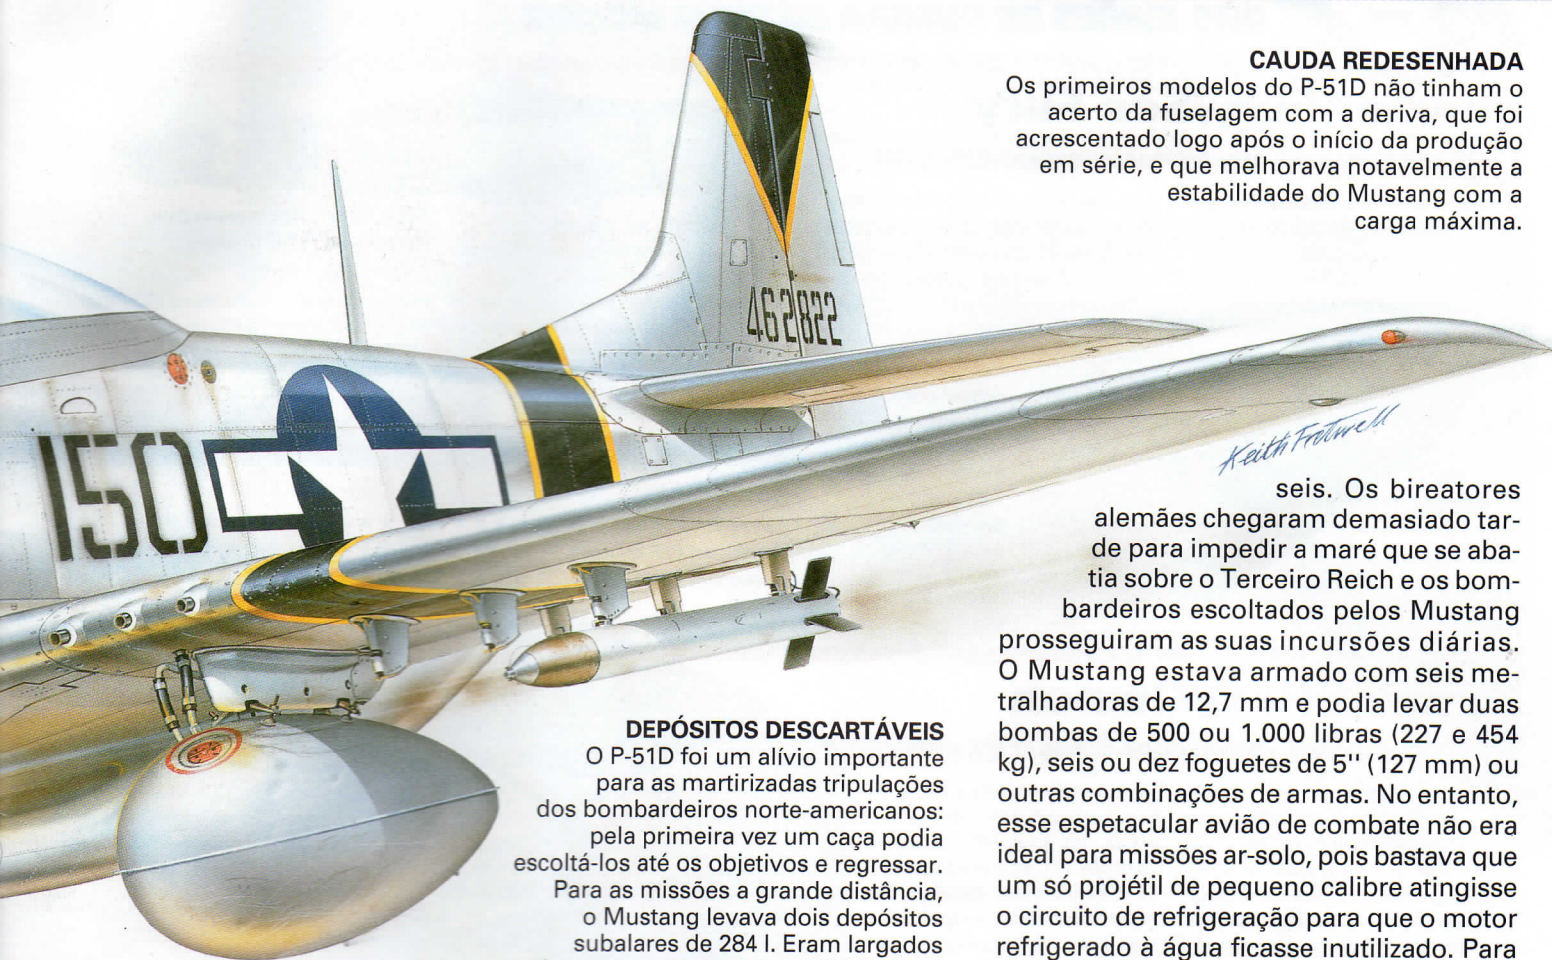 CAUDA REDESENHADA
Os primeiros modelos do P-51D não tinham o
acerto da fuselagem com a deriva, que foi
acrescentado logo após o início da produção
em série, e que melhorava notavelmente a
estabilidade do Mustang com a
carga máxima.
462822
150
Keith Fretwell
DEPÓSITOS DESCARTÁVEIS
O P-51D foi um alívio importante
para as martirizadas tripulações
dos bombardeiros norte-americanos:
pela primeira vez um caça podia
escoltá-los até os objetivos e regressar.
Para as missões a grande distância,
o Mustang levava dois depósitos
subalares de 284 l. Eram largados
seis. Os bireatores
alemães chegaram demasiado tar-
de para impedir a maré que se aba-
tia sobre o Terceiro Reich e os bom-
bardeiros escoltados pelos Mustang
prosseguiram as suas incursões diárias.
O Mustang estava armado com seis me-
tralhadoras de 12,7 mm e podia levar duas
bombas de 500 ou 1.000 libras (227 e 454
kg), seis ou dez foguetes de 5'' (127 mm) ou
outras combinações de armas. No entanto,
esse espetacular avião de combate não era
ideal para missões ar-solo, pois bastava que
um só projétil de pequeno calibre atingisse
o circuito de refrigeração para que o motor
refrigerado à água ficasse inutilizado. Para